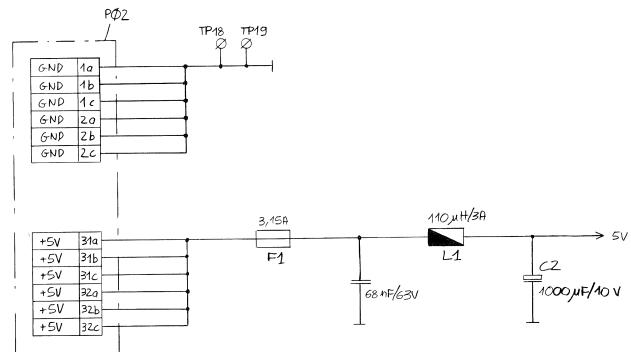 PØ2
TP18 TP19
GND 1a
GND 1b
GND 1c
GND 2a
GND 2b
GND 2c
3,15A
F1
110µH/3A
L1
5V
+5V 31a
+5V 31b
+5V 31c
+5V 32a
+5V 32b
+5V 32c
68nF/63V
C2
1000µF/10V